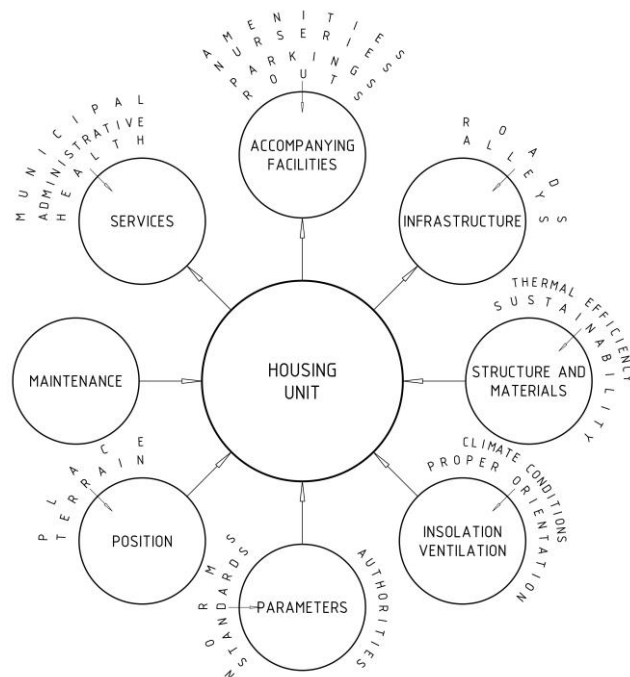 AMENITIES
NURSERIES
PARKINGS
ROUTS
ACCOMPANYING
FACILITIES
MUNICIPAL
ADMINISTRATIVE
HEALTH
SERVICES
ROADS
ALLEYS
INFRASTRUCTURE
THERMAL EFFICIENCY
SUSTAINABILITY
STRUCTURE AND
MATERIALS
HOUSING
UNIT
MAINTENANCE
PLACE
TERRAIN
POSITION
CLIMATE CONDITIONS
PROPER ORIENTATION
INSOLATION
VENTILATION
NORMS
STANDARDS
PARAMETERS
AUTHORITIES